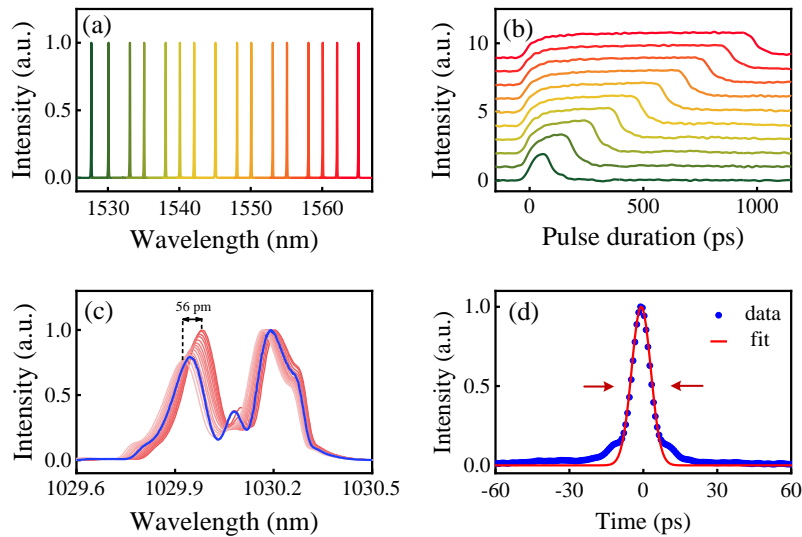 (a)
Intensity (a.u.)
1.0
0.5
0.0
1530
1540
1550
1560
Wavelength (nm)
(b)
Intensity (a.u.)
10
5
0
0
500
1000
Pulse duration (ps)
(c)
56 pm
Intensity (a.u.)
1.0
0.5
0.0
1029.6
1029.9
1030.2
1030.5
Wavelength (nm)
(d)
data
fit
Intensity (a.u.)
1.0
0.5
0.0
-60
-30
0
30
60
Time (ps)